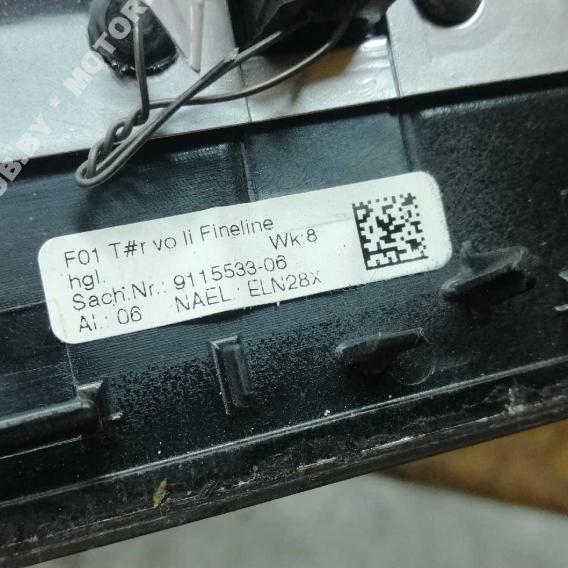 F01 T#r vo li Fineline
hgl. Wk:8
Sach.Nr.: 9115533-06
AI.: 06 NAEL.: ELN28X